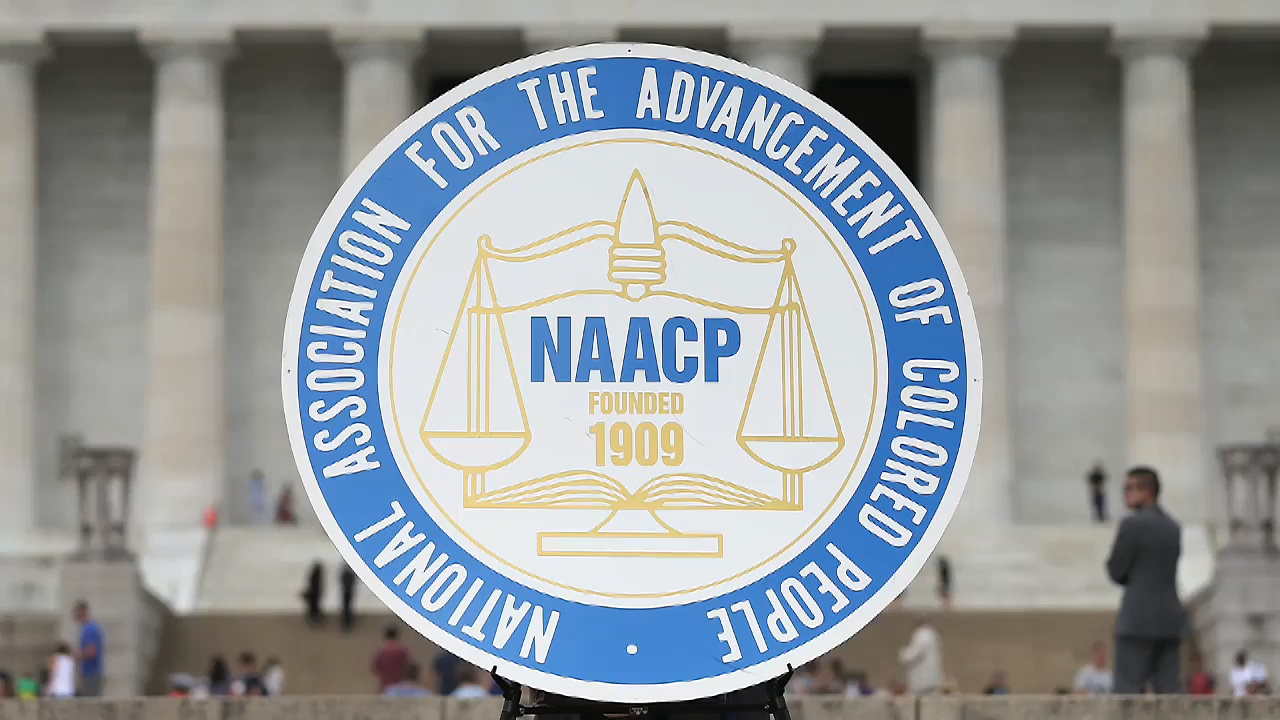 NATIONAL ASSOCIATION FOR THE ADVANCEMENT OF COLORED PEOPLE
NAACP
FOUNDED
1909